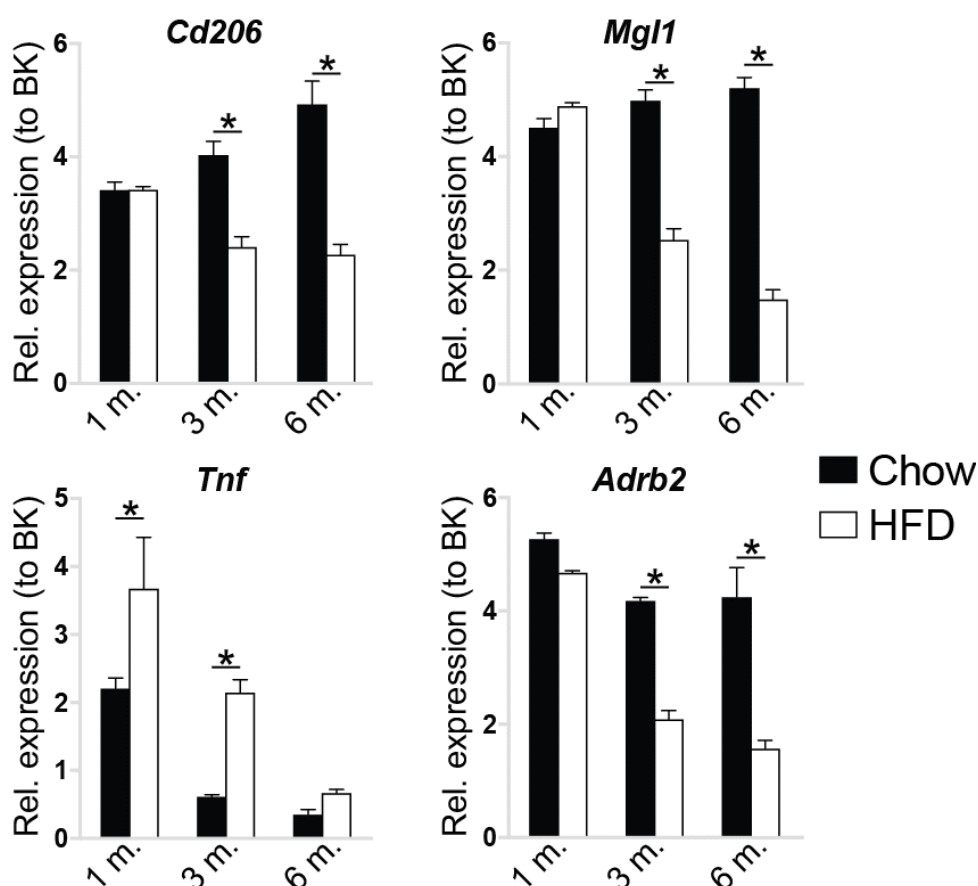 Cd206
Rel. expression (to BK)
6
4
2
0
*
*
1 m.
3 m.
6 m.
Mgl1
Rel. expression (to BK)
6
4
2
0
*
*
1 m.
3 m.
6 m.
Tnf
Rel. expression (to BK)
5
4
3
2
1
0
*
*
1 m.
3 m.
6 m.
Adrb2
Rel. expression (to BK)
6
4
2
0
*
*
1 m.
3 m.
6 m.
Chow
HFD